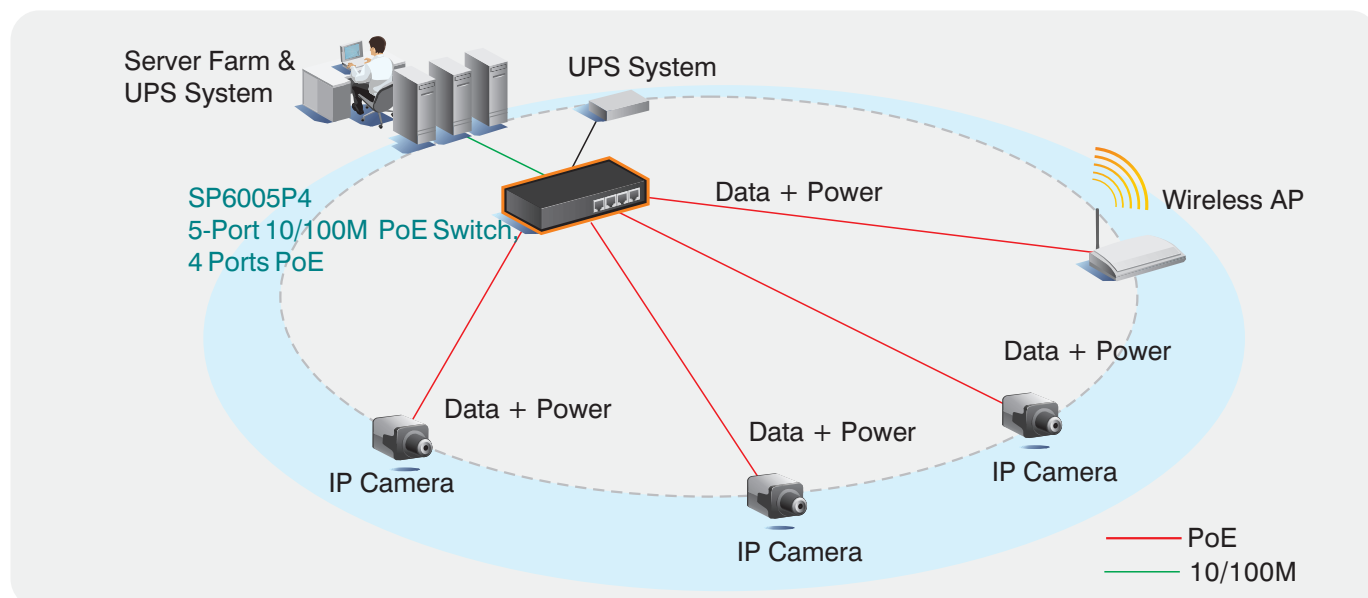 Server Farm &
UPS System
UPS System
SP6005P4
5-Port 10/100M PoE Switch,
4 Ports PoE
Data + Power
Wireless AP
Data + Power
Data + Power
Data + Power
IP Camera
IP Camera
IP Camera
PoE
10/100M